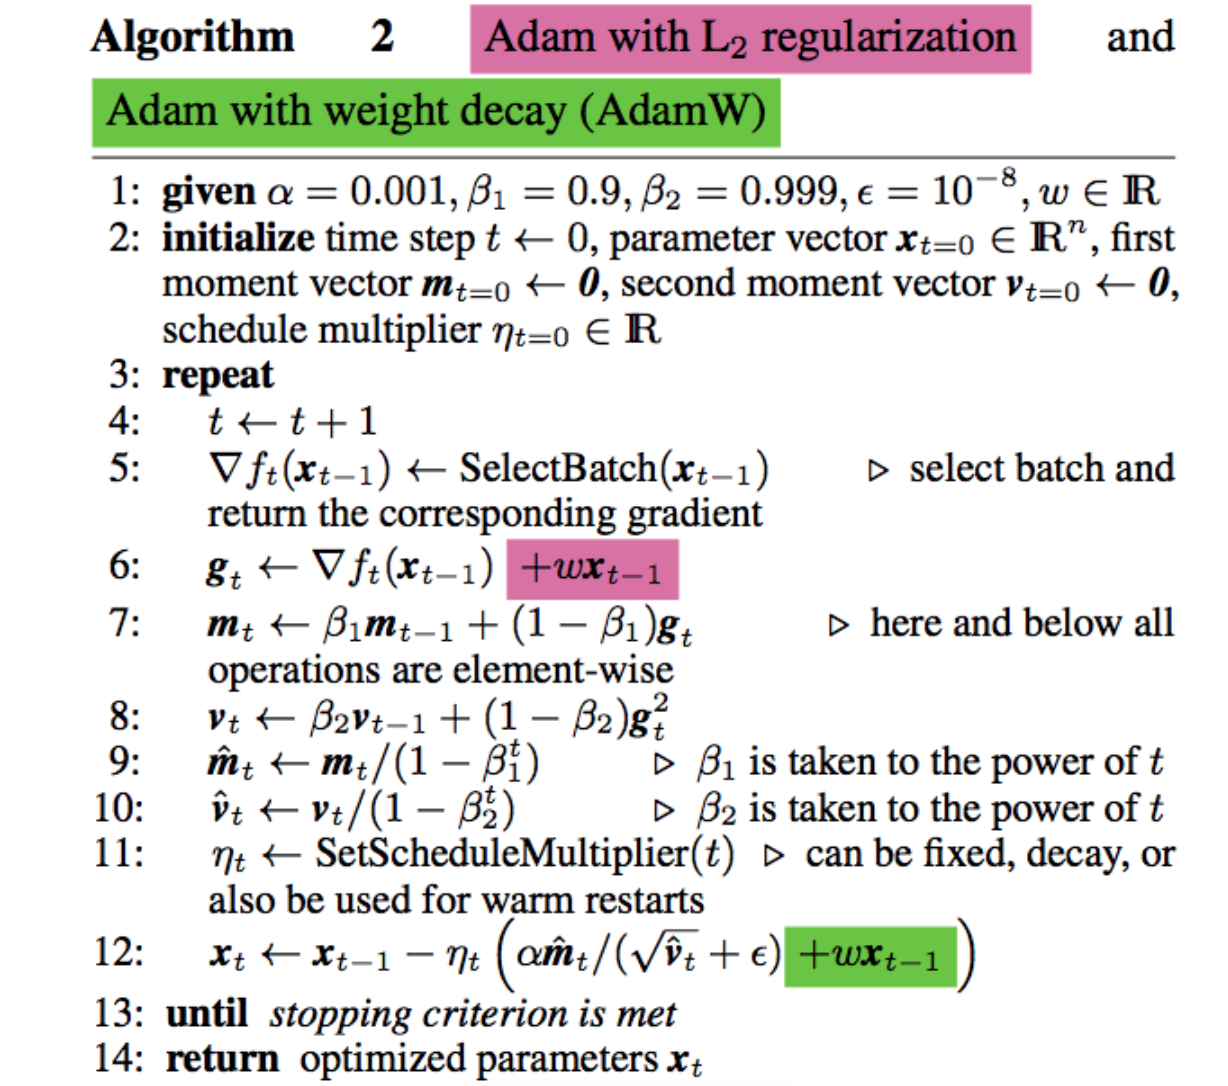 Algorithm 2 Adam with L₂ regularization and
Adam with weight decay (AdamW)
1: given α = 0.001, β₁ = 0.9, β₂ = 0.999, ϵ = 10⁻⁸, w ∈ ℝ
2: initialize time step t ← 0, parameter vector x_{t=0} ∈ ℝⁿ, first
moment vector m_{t=0} ← 0, second moment vector v_{t=0} ← 0,
schedule multiplier η_{t=0} ∈ ℝ
3: repeat
4: t ← t + 1
5: ∇f_t(x_{t−1}) ← SelectBatch(x_{t−1}) ▷ select batch and
return the corresponding gradient
6: g_t ← ∇f_t(x_{t−1}) +wx_{t−1}
7: m_t ← β₁m_{t−1} + (1 − β₁)g_t ▷ here and below all
operations are element-wise
8: v_t ← β₂v_{t−1} + (1 − β₂)g_t²
9: m̂_t ← m_t/(1 − β₁ᵗ) ▷ β₁ is taken to the power of t
10: v̂_t ← v_t/(1 − β₂ᵗ) ▷ β₂ is taken to the power of t
11: η_t ← SetScheduleMultiplier(t) ▷ can be fixed, decay, or
also be used for warm restarts
12: x_t ← x_{t−1} − η_t (αm̂_t/(√v̂_t + ϵ) +wx_{t−1})
13: until stopping criterion is met
14: return optimized parameters x_t